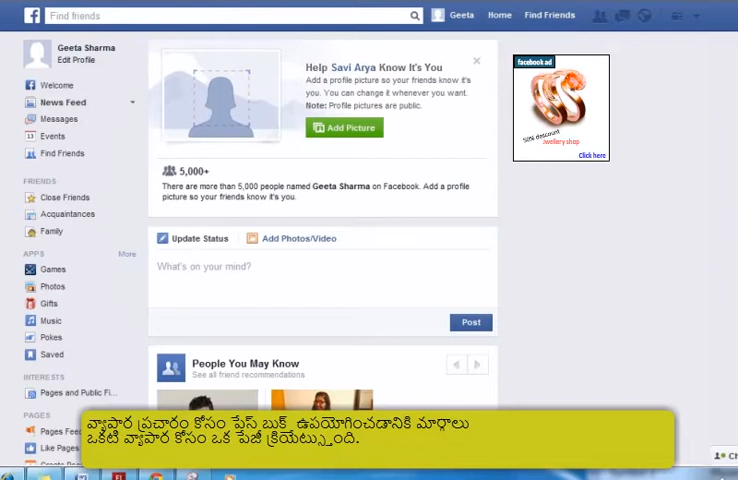 Find friends
Geeta Home Find Friends
Geeta Sharma
Edit Profile
Welcome
News Feed
Messages
13 Events
Find Friends
FRIENDS
Close Friends
Acquaintances
Family
APPS More
Games
Photos
Gifts
Music
Pokes
Saved
INTERESTS
Pages and Public Fi...
PAGES
Pages Feed
Like Pages
Help Savi Arya Know It's You
Add a profile picture so your friends know it's
you. You can change it whenever you want.
Note: Profile pictures are public.
Add Picture
5,000+
There are more than 5,000 people named Geeta Sharma on Facebook. Add a profile
picture so your friends know it's you.
Update Status Add Photos/Video
What's on your mind?
Post
People You May Know
See all friend recommendations
facebook ad
50% descount
Jwellery shop
Click here
వ్యాపార ప్రచారం కోసం ఫేస్ బుక్ ఉపయోగించడానికి మార్గాలు
ఒకటి వ్యాపార కోసం ఒక పేజీ క్రియేట్స్తుంది.